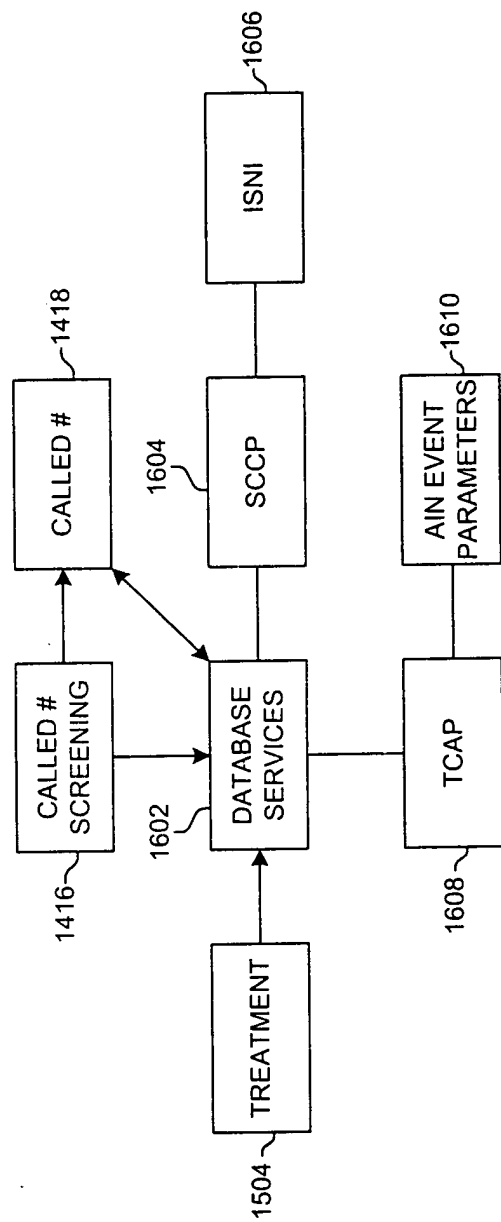 1416
CALLED #
SCREENING
1418
CALLED #
1504
TREATMENT
1602
DATABASE
SERVICES
1604
SCCP
1606
ISNI
1608
TCAP
1610
AIN EVENT
PARAMETERS